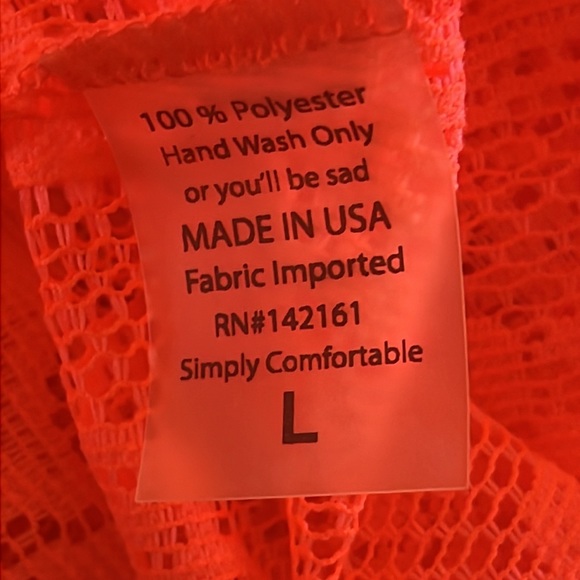 100 % Polyester
Hand Wash Only
or you'll be sad
MADE IN USA
Fabric Imported
RN#142161
Simply Comfortable
L